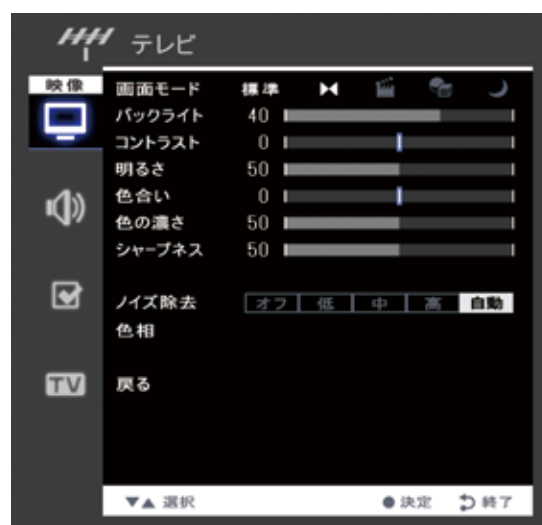 テレビ
映像
画面モード 標準
バックライト 40
コントラスト 0
明るさ 50
色合い 0
色の濃さ 50
シャープネス 50
ノイズ除去 オフ 低 中 高 自動
色相
TV 戻る
▼▲ 選択 ●決定 終了